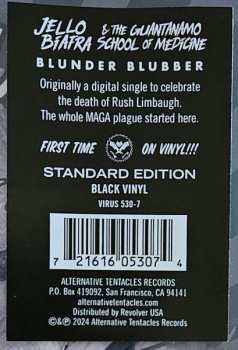 JELLO BIAFRA & THE GUANTANAMO SCHOOL OF MEDICINE
BLUNDER BLUBBER
Originally a digital single to celebrate
the death of Rush Limbaugh.
The whole MAGA plague started here.
FIRST TIME ON VINYL!!!
STANDARD EDITION
BLACK VINYL
VIRUS 530-7
7 21616 05307 4
ALTERNATIVE TENTACLES RECORDS
P.O. Box 419092, San Francisco, CA 94141
alternativetentacles.com
Distributed by Revolver USA
©&℗ 2024 Alternative Tentacles Records